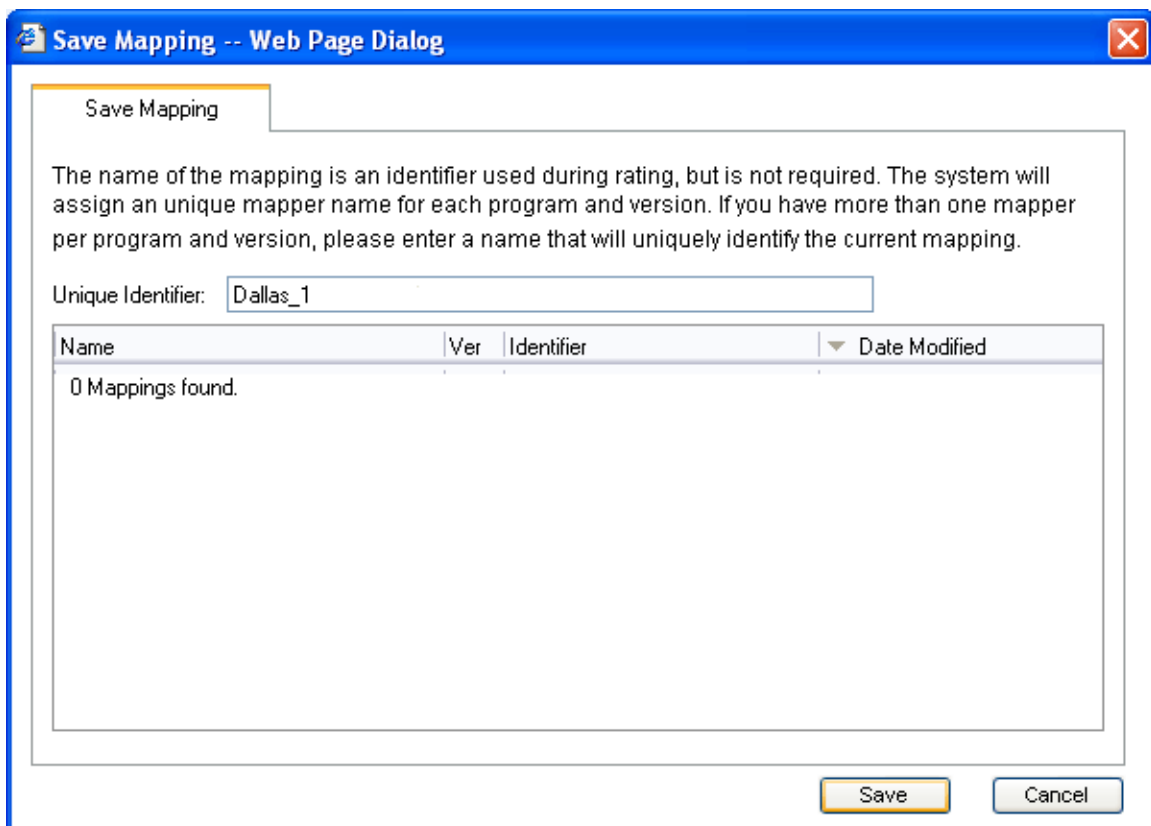 Save Mapping -- Web Page Dialog
Save Mapping
The name of the mapping is an identifier used during rating, but is not required. The system will
assign an unique mapper name for each program and version. If you have more than one mapper
per program and version, please enter a name that will uniquely identify the current mapping.
Unique Identifier: Dallas_1
Name Ver Identifier Date Modified
0 Mappings found.
Save Cancel